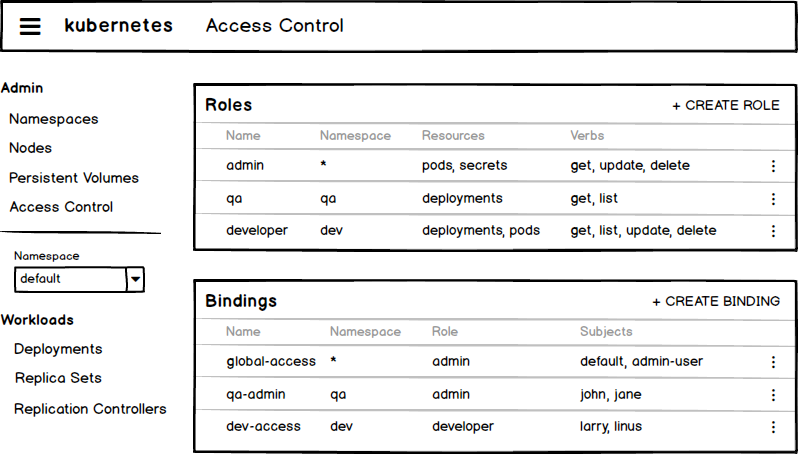 kubernetes Access Control
Admin
Namespaces
Nodes
Persistent Volumes
Access Control
Namespace
default
Workloads
Deployments
Replica Sets
Replication Controllers
Roles + CREATE ROLE
Name Namespace Resources Verbs
admin * pods, secrets get, update, delete
qa qa deployments get, list
developer dev deployments, pods get, list, update, delete
Bindings + CREATE BINDING
Name Namespace Role Subjects
global-access * admin default, admin-user
qa-admin qa admin john, jane
dev-access dev developer larry, linus